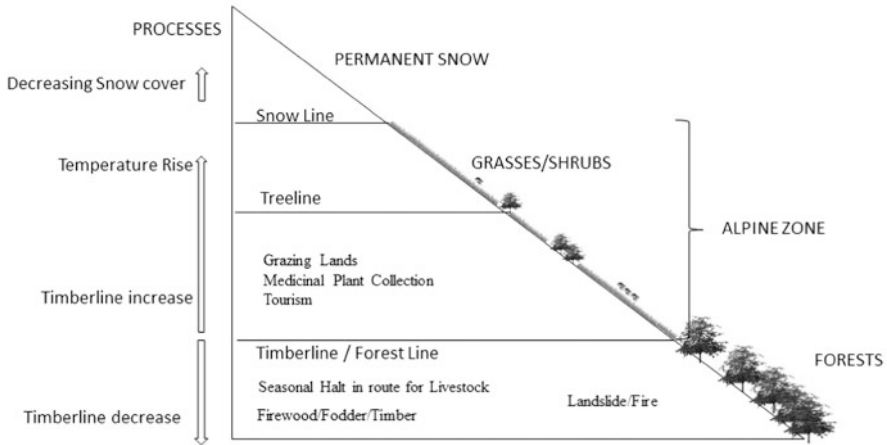 PROCESSES
PERMANENT SNOW
Decreasing Snow cover
Snow Line
Temperature Rise
GRASSES/SHRUBS
Treeline
ALPINE ZONE
Grazing Lands
Medicinal Plant Collection
Tourism
Timberline increase
Timberline / Forest Line
FORESTS
Seasonal Halt in route for Livestock
Landslide/Fire
Firewood/Fodder/Timber
Timberline decrease